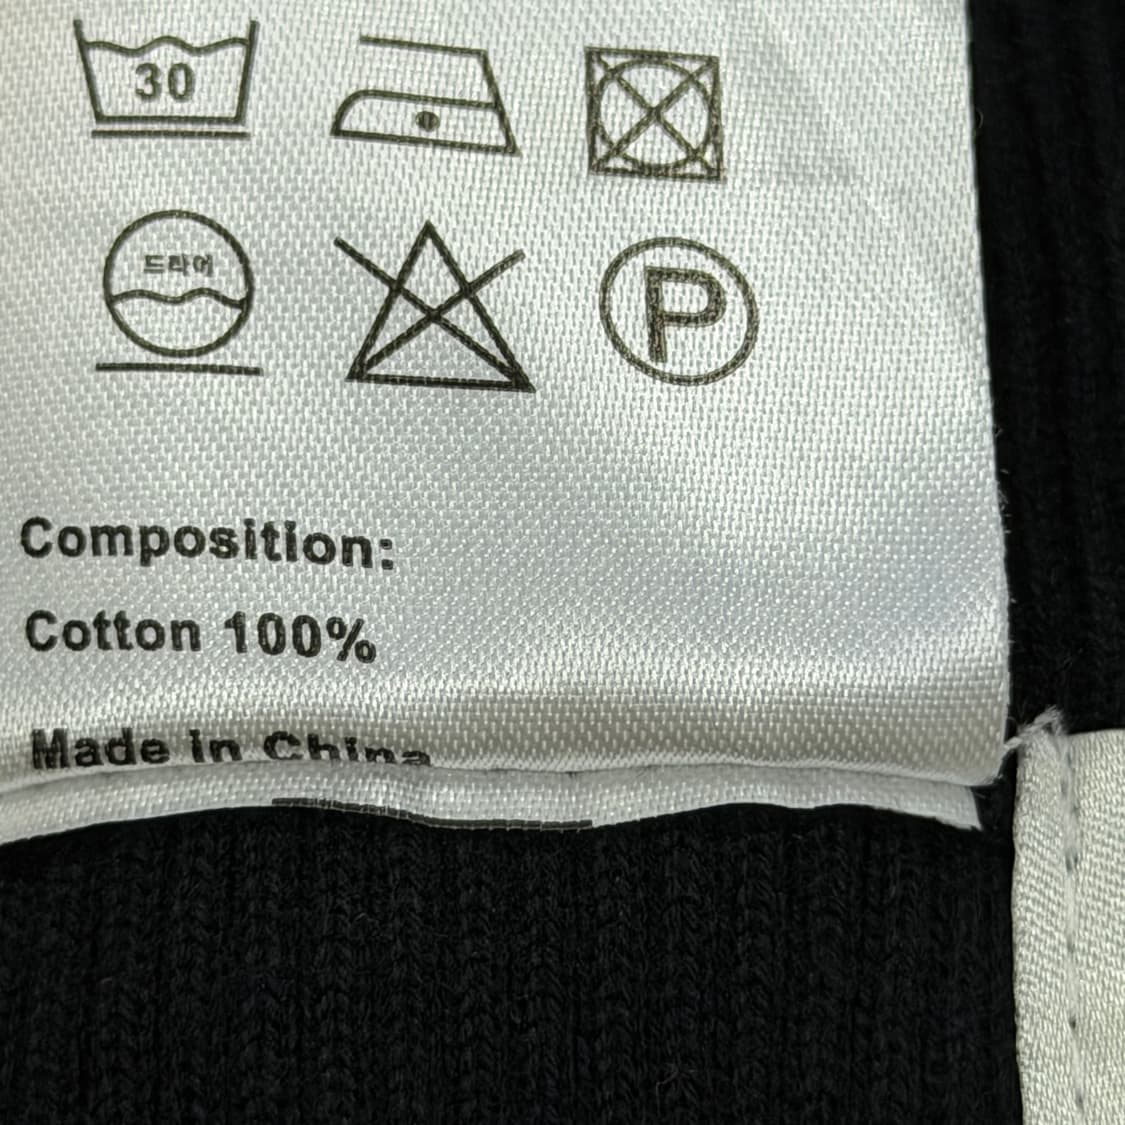 30
드라이
P
Composition:
Cotton 100%
Made in China